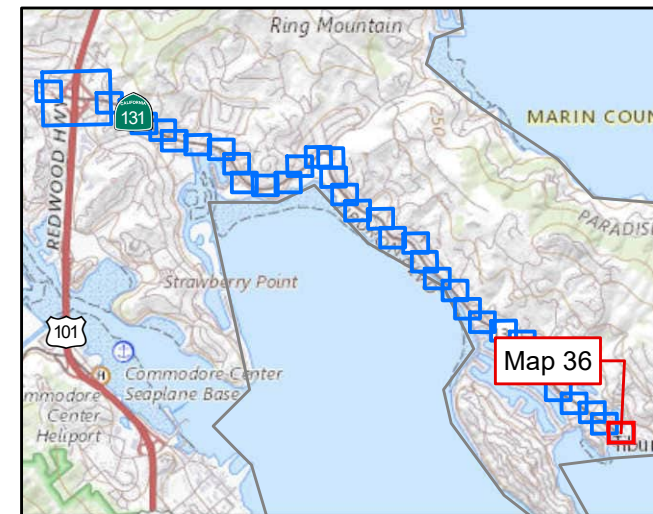 Ring Mountain
CALIFORNIA
131
MARIN COUN
REDWOOD HWY
250
PARADIS
Strawberry Point
101
Map 36
Commodore Center
Seaplane Base
H
mmodore
Center
Heliport
Tibur